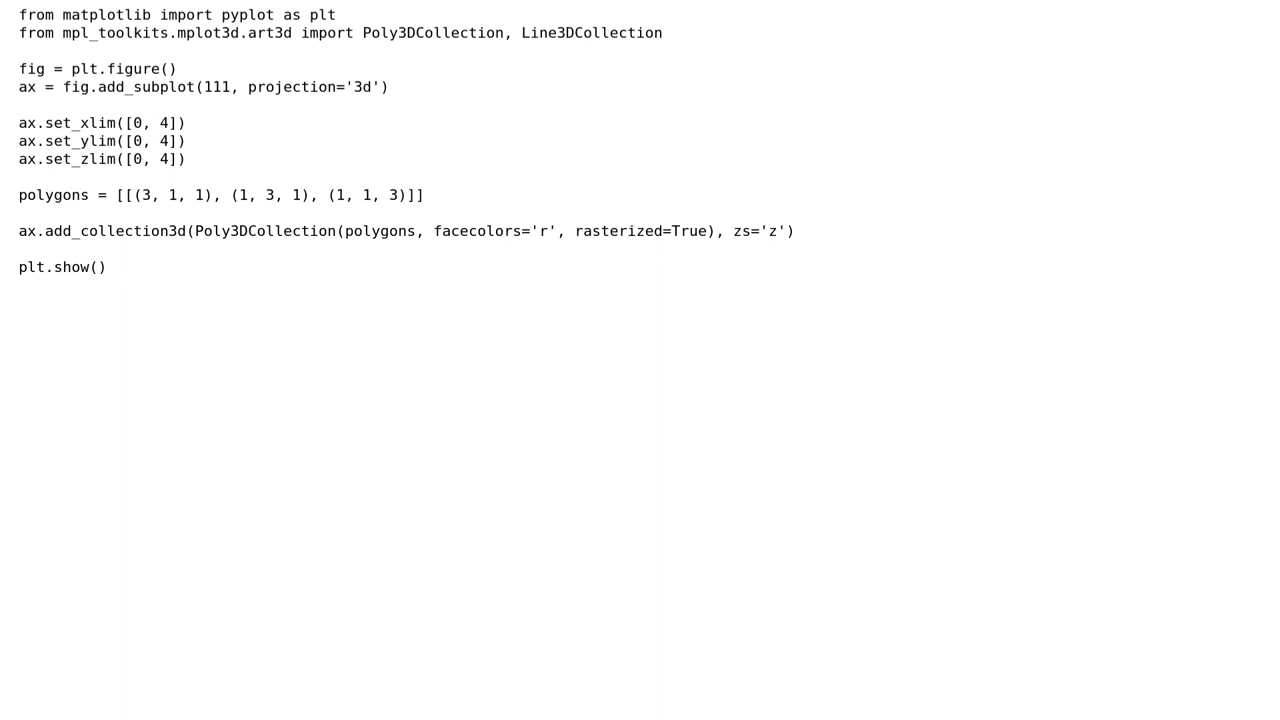 from matplotlib import pyplot as plt
from mpl_toolkits.mplot3d.art3d import Poly3DCollection, Line3DCollection
fig = plt.figure()
ax = fig.add_subplot(111, projection='3d')
ax.set_xlim([0, 4])
ax.set_ylim([0, 4])
ax.set_zlim([0, 4])
polygons = [[(3, 1, 1), (1, 3, 1), (1, 1, 3)]]
ax.add_collection3d(Poly3DCollection(polygons, facecolors='r', rasterized=True), zs='z')
plt.show()